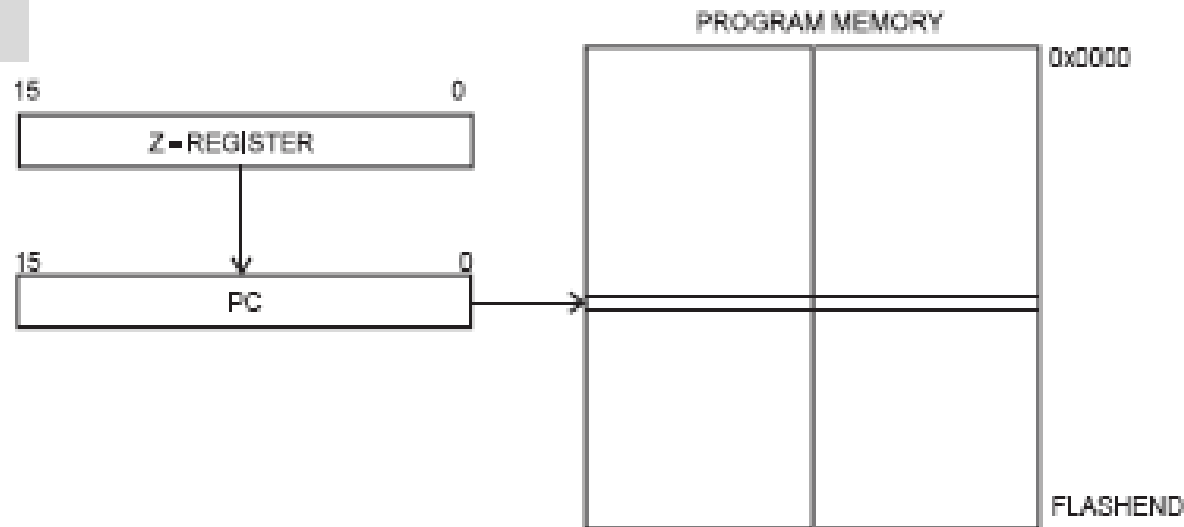 PROGRAM MEMORY
0x0000
15 0
Z-REGISTER
15 0
PC
FLASHEND